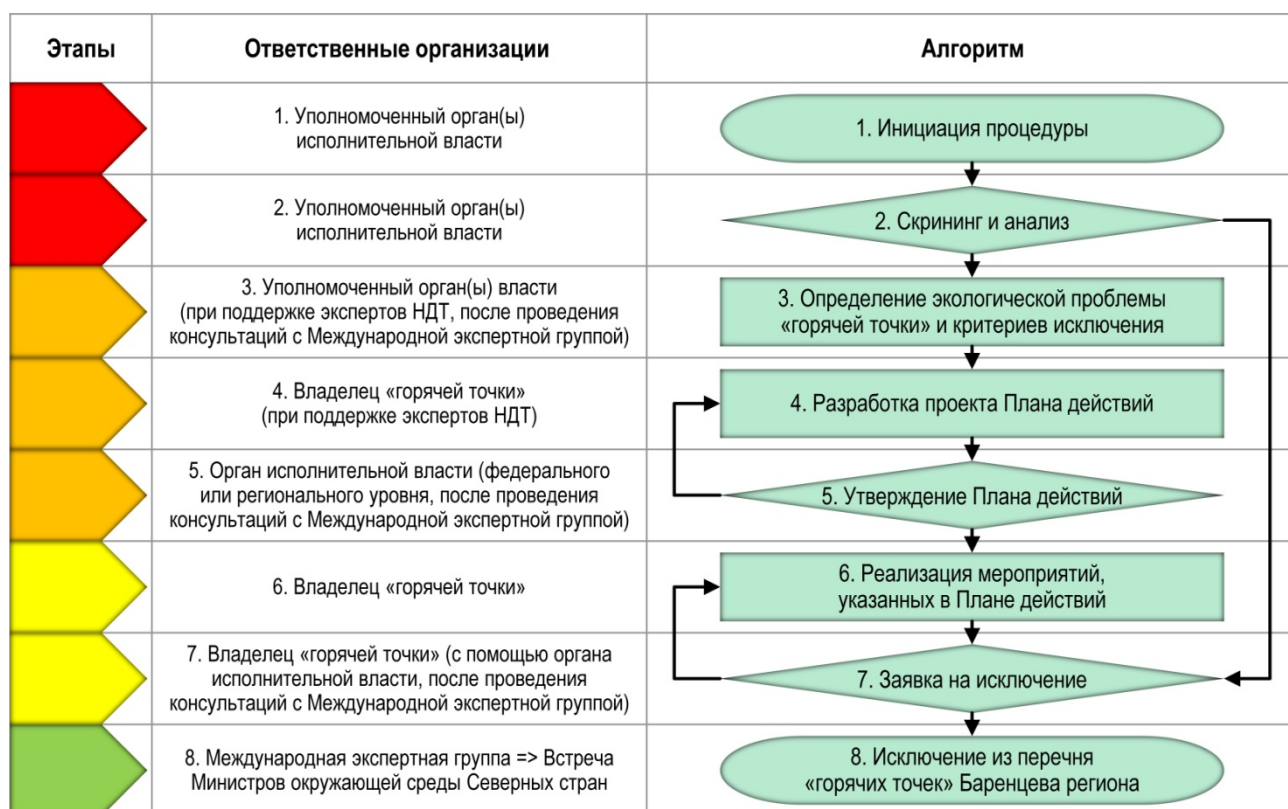 Этапы
Ответственные организации
Алгоритм
1. Уполномоченный орган(ы)
исполнительной власти
1. Инициация процедуры
2. Уполномоченный орган(ы)
исполнительной власти
2. Скрининг и анализ
3. Уполномоченный орган(ы) власти
(при поддержке экспертов НДТ, после проведения
консультаций с Международной экспертной группой)
3. Определение экологической проблемы
«горячей точки» и критериев исключения
4. Владелец «горячей точки»
(при поддержке экспертов НДТ)
4. Разработка проекта Плана действий
5. Орган исполнительной власти (федерального
или регионального уровня, после проведения
консультаций с Международной экспертной группой)
5. Утверждение Плана действий
6. Владелец «горячей точки»
6. Реализация мероприятий,
указанных в Плане действий
7. Владелец «горячей точки» (с помощью органа
исполнительной власти, после проведения
консультаций с Международной экспертной группой)
7. Заявка на исключение
8. Международная экспертная группа => Встреча
Министров окружающей среды Северных стран
8. Исключение из перечня
«горячих точек» Баренцева региона